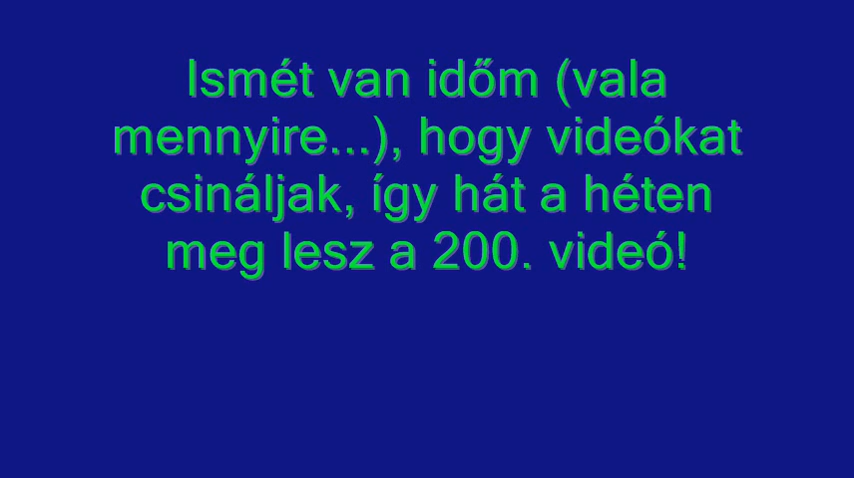 Ismét van időm (vala
mennyire...), hogy videókat
csináljak, így hát a héten
meg lesz a 200. videó!